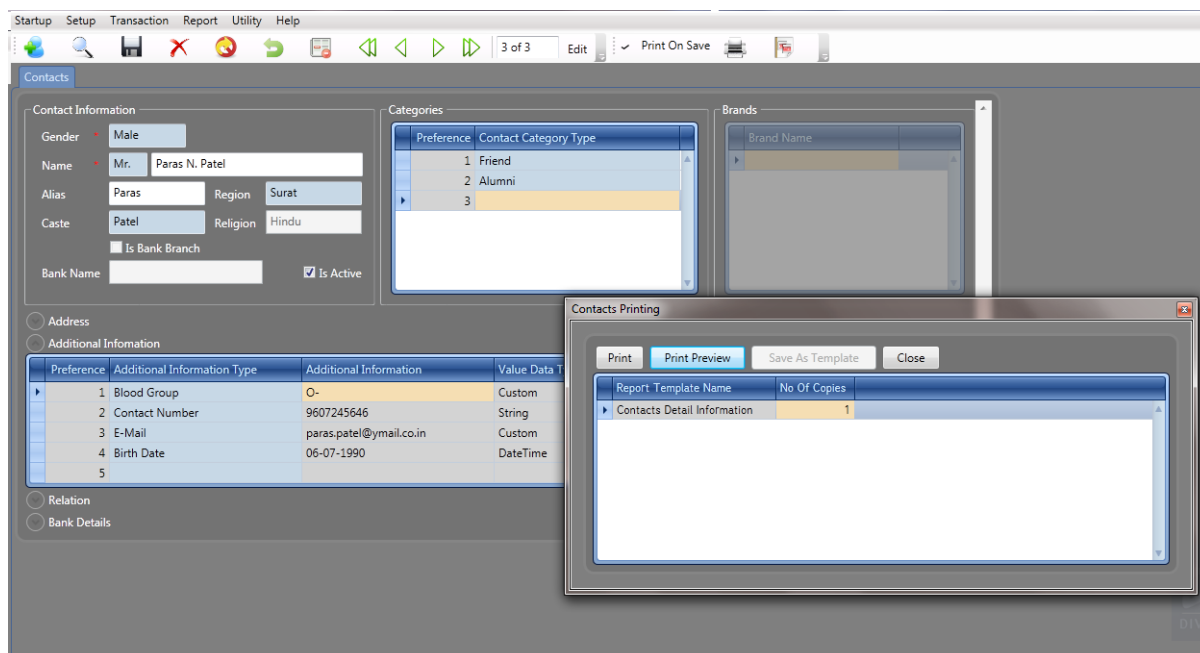 Startup Setup Transaction Report Utility Help
3 of 3 Edit Print On Save
Contacts
Contact Information
Gender * Male
Name * Mr. Paras N. Patel
Alias Paras Region Surat
Caste Patel Religion Hindu
Is Bank Branch
Bank Name Is Active
Categories
Preference Contact Category Type
1 Friend
2 Alumni
3
Brands
Brand Name
Address
Additional Infomation
Preference Additional Information Type Additional Information Value Data T
1 Blood Group O- Custom
2 Contact Number 9607245646 String
3 E-Mail paras.patel@ymail.co.in Custom
4 Birth Date 06-07-1990 DateTime
5
Relation
Bank Details
Contacts Printing
Print Print Preview Save As Template Close
Report Template Name No Of Copies
Contacts Detail Information 1